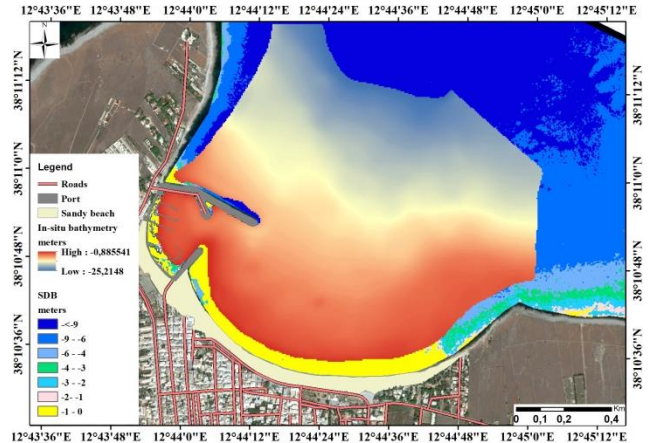 12°43'36"E 12°43'48"E 12°44'0"E 12°44'12"E 12°44'24"E 12°44'36"E 12°44'48"E 12°45'0"E 12°45'12"E
N
38°11'12"N
38°11'12"N
38°11'0"N
38°11'0"N
Legend
Roads
Port
Sandy beach
In-situ bathymetry
meters
High : -0,885541
Low : -25,2148
38°10'48"N
38°10'48"N
SDB
meters
-<-9
-9 - -6
-6 - -4
-4 - -3
-3 - -2
-2 - -1
-1 - 0
38°10'36"N
38°10'36"N
Km
0 0,1 0,2 0,4
12°43'36"E 12°43'48"E 12°44'0"E 12°44'12"E 12°44'24"E 12°44'36"E 12°44'48"E 12°45'0"E 12°45'12"E